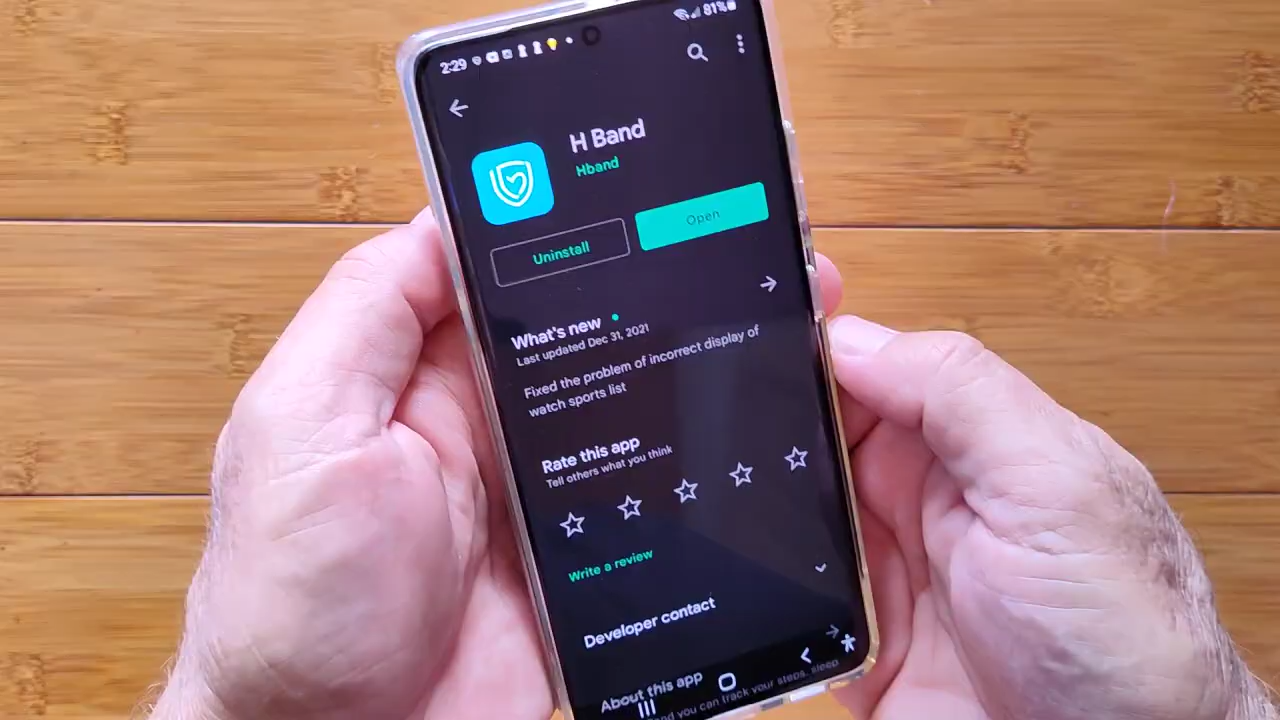 2:29
81%
H Band
Hband
Uninstall
Open
What's new
Last updated Dec 31, 2021
Fixed the problem of incorrect display of
watch sports list
Rate this app
Tell others what you think
Write a review
Developer contact
About this app
you can track your steps, sleep